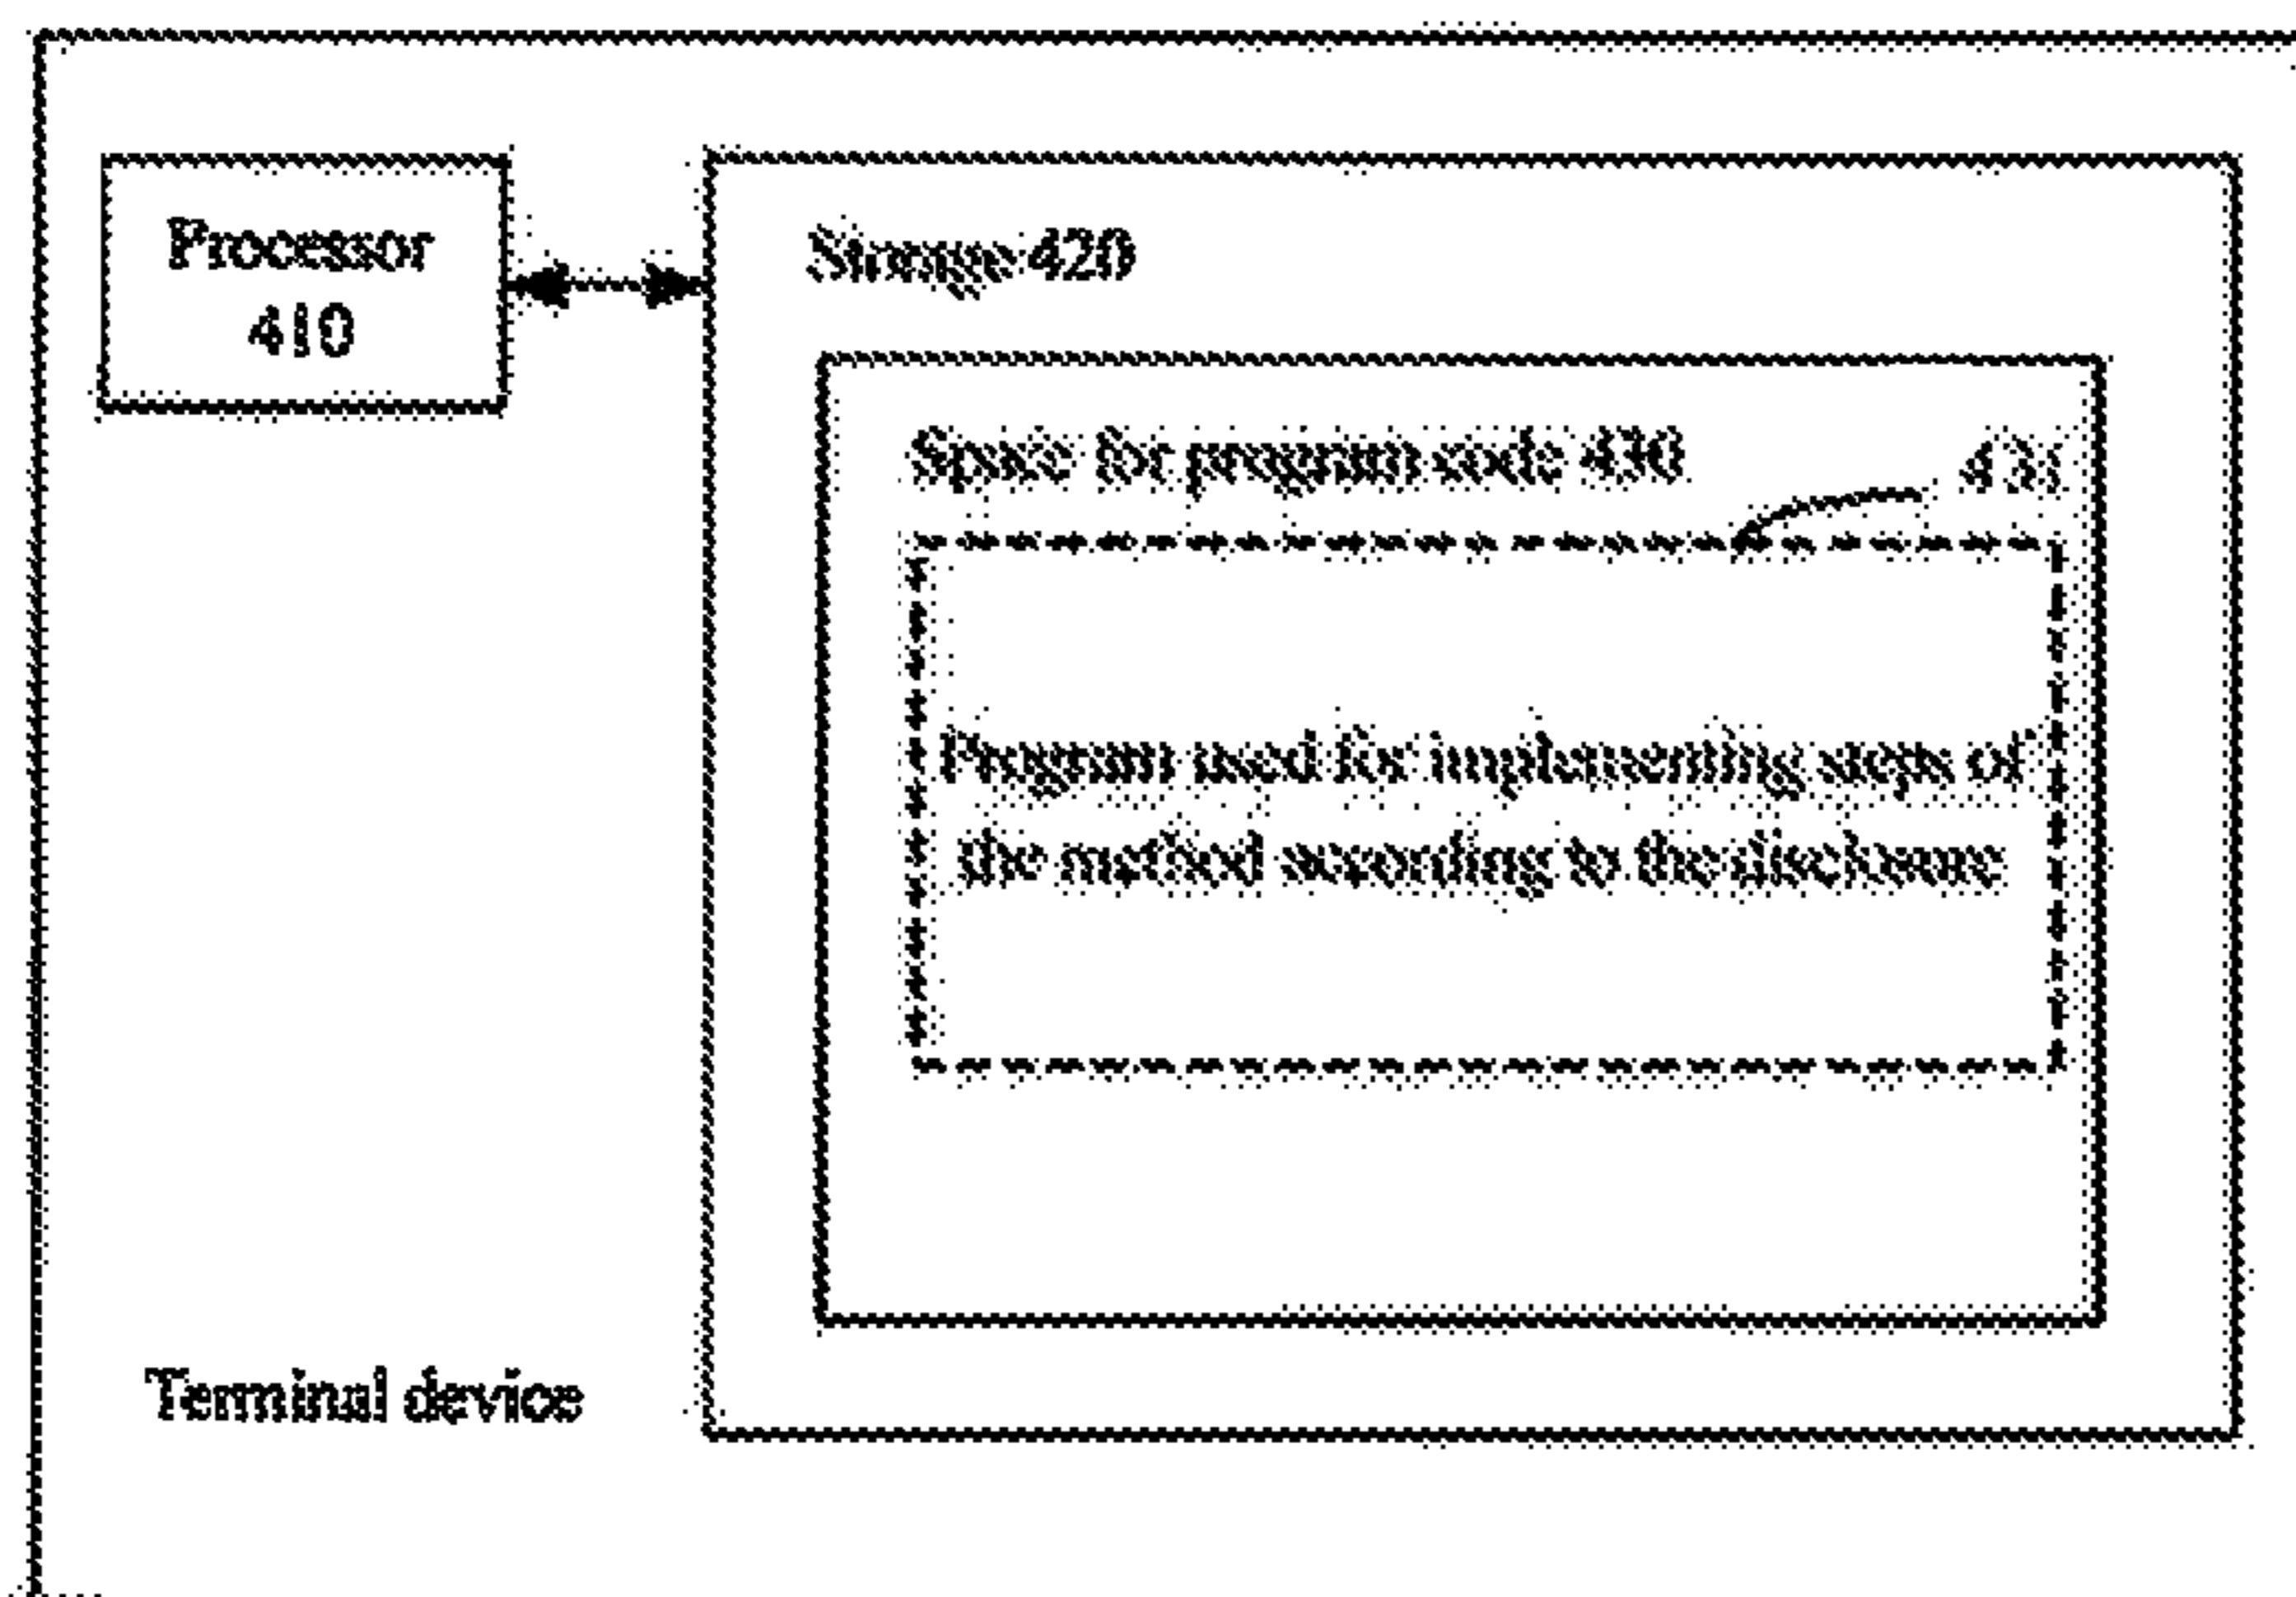 Processor
410
Storage 420
Space for program code 430
431
Program used for implementing steps of
the method according to the disclosure
Terminal device